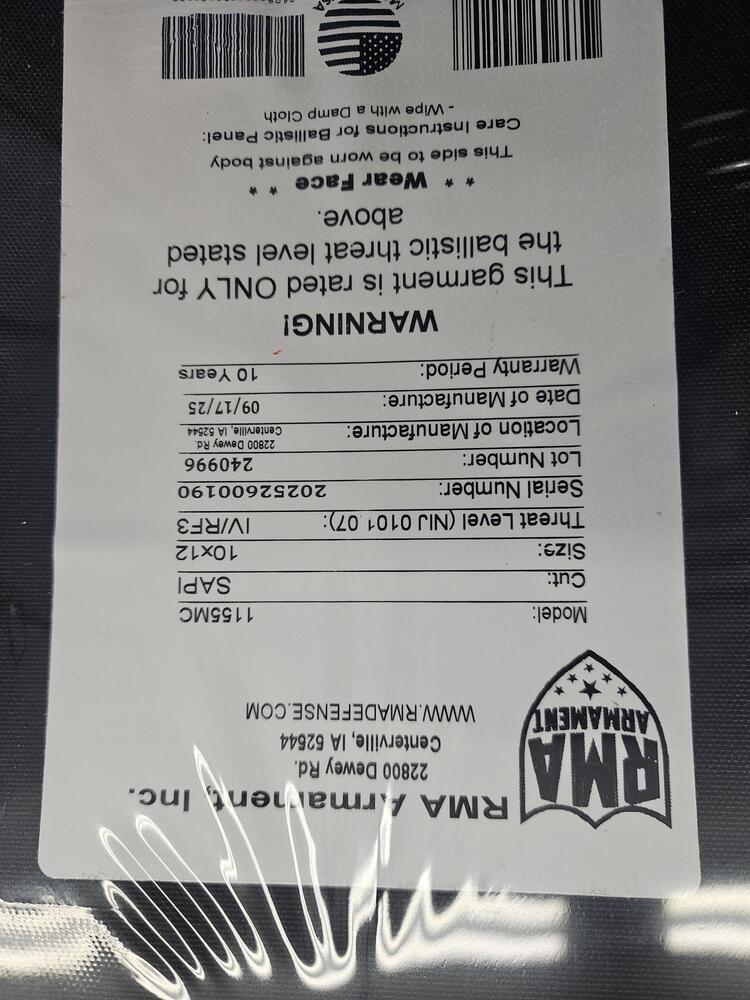 RMA
ARMAMENT
RMA Armament, Inc.
22800 Dewey Rd.
Centerville, IA 52544
WWW.RMADEFENSE.COM
Model: 1155MC
Cut: SAPI
Size: 10x12
Threat Level (NIJ 0101.07): IV/RF3
Serial Number: 20252600190
Lot Number: 240996
Location of Manufacture: 22800 Dewey Rd.
Centerville, IA 52544
Date of Manufacture: 09/17/25
Warranty Period: 10 Years
WARNING!
This garment is rated ONLY for
the ballistic threat level stated
above.
* * Wear Face * *
This side to be worn against body
Care Instructions for Ballistic Panel:
- Wipe with a Damp Cloth